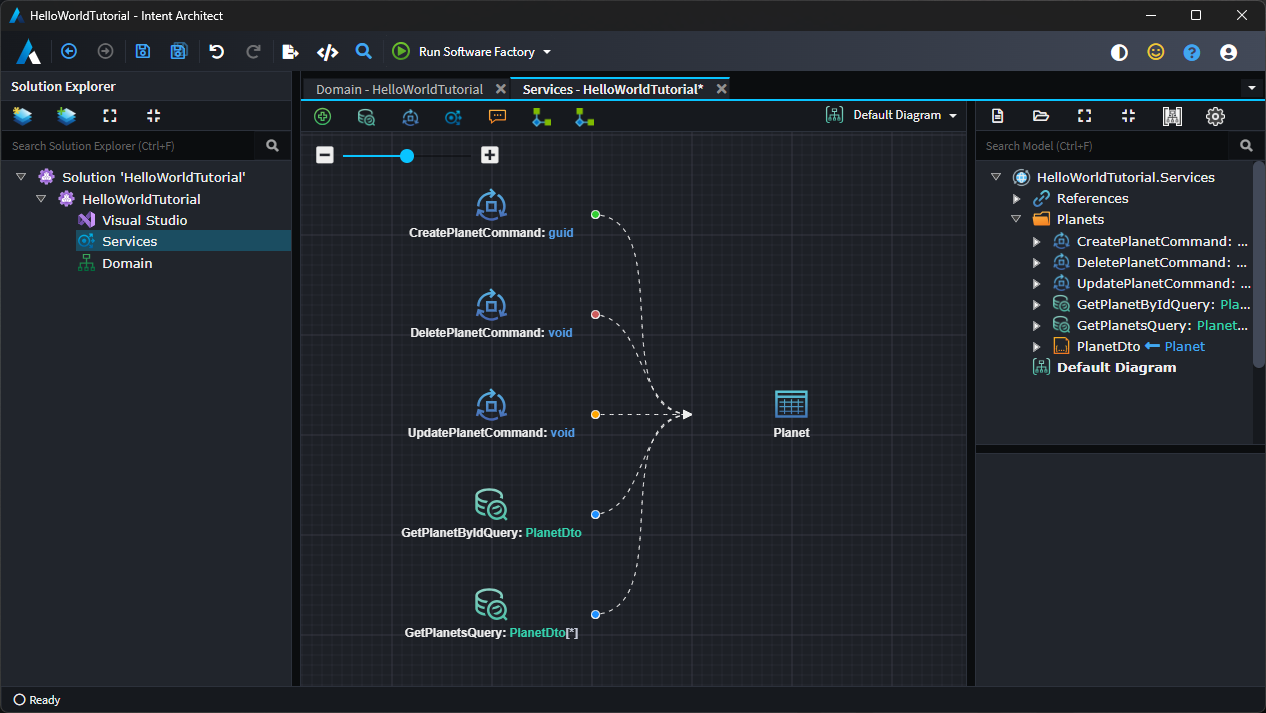 HelloWorldTutorial - Intent Architect
Run Software Factory
Solution Explorer
Search Solution Explorer (Ctrl+F)
Solution 'HelloWorldTutorial'
HelloWorldTutorial
Visual Studio
Services
Domain
Domain - HelloWorldTutorial
Services - HelloWorldTutorial*
Default Diagram
CreatePlanetCommand: guid
DeletePlanetCommand: void
UpdatePlanetCommand: void
GetPlanetByIdQuery: PlanetDto
GetPlanetsQuery: PlanetDto[*]
Planet
Search Model (Ctrl+F)
HelloWorldTutorial.Services
References
Planets
CreatePlanetCommand: ...
DeletePlanetCommand: ...
UpdatePlanetCommand: ...
GetPlanetByIdQuery: Pla...
GetPlanetsQuery: Planet...
PlanetDto Planet
Default Diagram
Ready